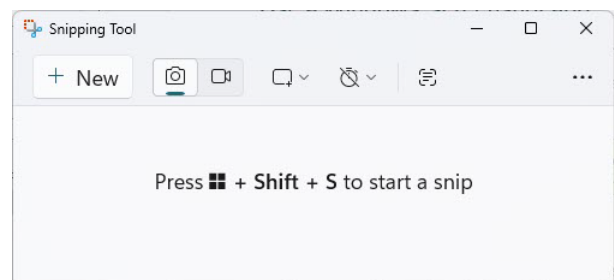 Snipping Tool
+ New
Press + Shift + S to start a snip